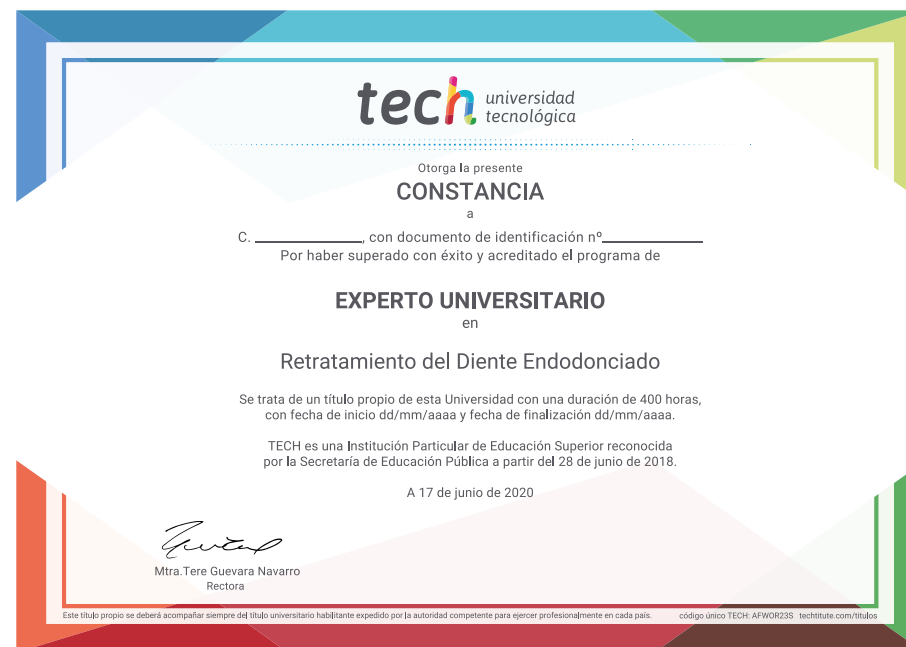 tech universidad
tecnológica
Otorga la presente
CONSTANCIA
a
C. ____________, con documento de identificación nº____________
Por haber superado con éxito y acreditado el programa de
EXPERTO UNIVERSITARIO
en
Retratamiento del Diente Endodonciado
Se trata de un título propio de esta Universidad con una duración de 400 horas,
con fecha de inicio dd/mm/aaaa y fecha de finalización dd/mm/aaaa.
TECH es una Institución Particular de Educación Superior reconocida
por la Secretaría de Educación Pública a partir del 28 de junio de 2018.
A 17 de junio de 2020
Mtra.Tere Guevara Navarro
Rectora
Este título propio se deberá acompañar siempre del título universitario habilitante expedido por la autoridad competente para ejercer profesionalmente en cada país. código único TECH: AFWOR23S techtitute.com/titulos